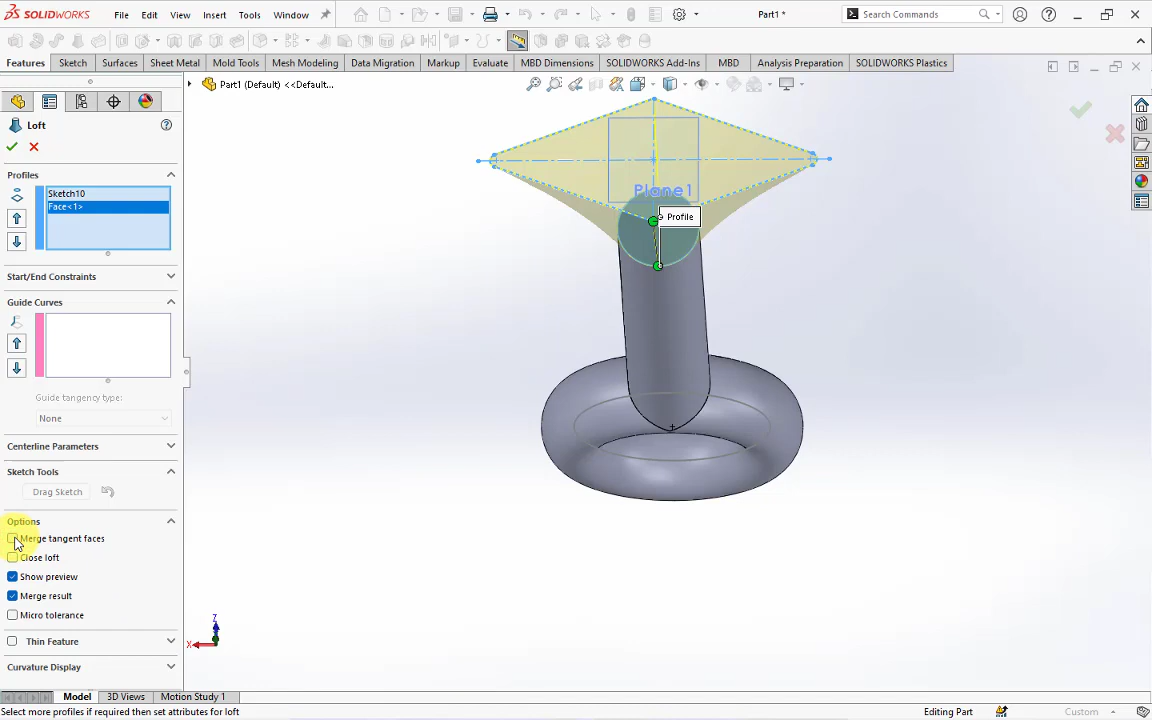 SOLIDWORKS File Edit View Insert Tools Window Part1 * Search Commands
Features Sketch Surfaces Sheet Metal Mold Tools Mesh Modeling Data Migration Markup Evaluate MBD Dimensions SOLIDWORKS Add-Ins MBD Analysis Preparation SOLIDWORKS Plastics
Part1 (Default) <<Default...
Loft
Profiles
Sketch10
Face<1>
Start/End Constraints
Guide Curves
Guide tangency type:
None
Centerline Parameters
Sketch Tools
Drag Sketch
Options
Merge tangent faces
Close loft
Show preview
Merge result
Micro tolerance
Thin Feature
Curvature Display
Plane1
Profile
Z
X
Model 3D Views Motion Study 1
Select more profiles if required then set attributes for loft Editing Part Custom